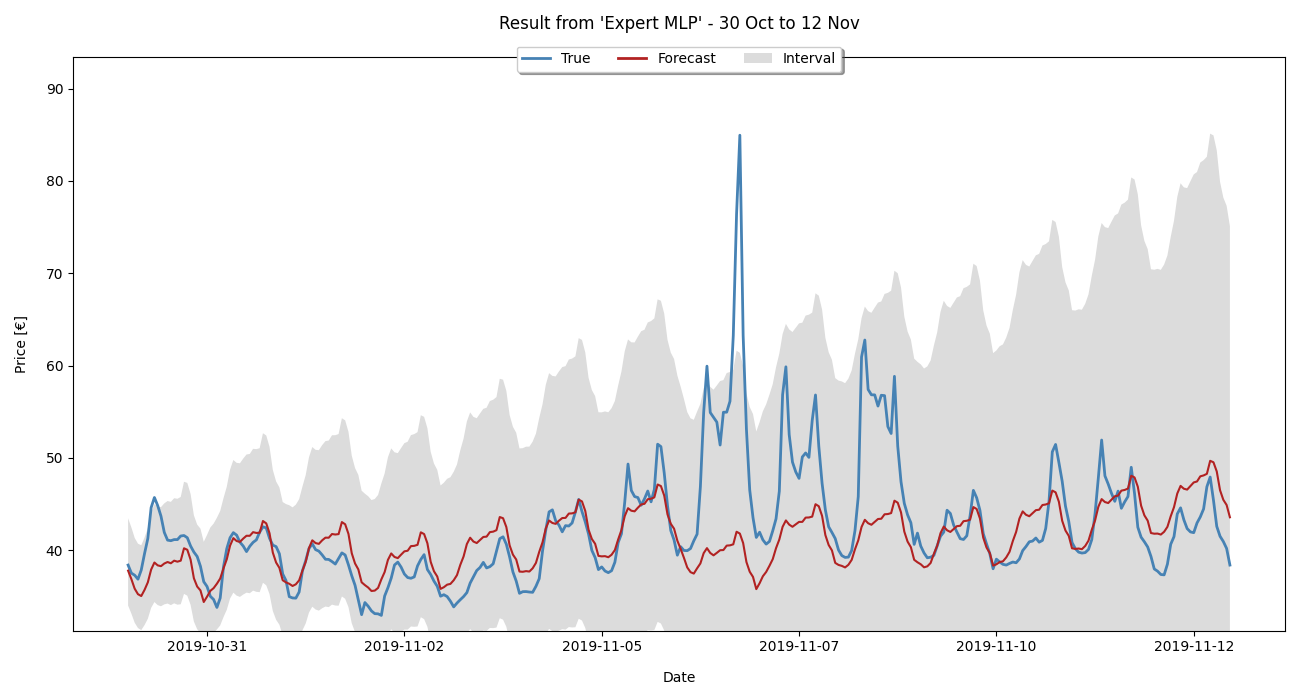 Result from 'Expert MLP' - 30 Oct to 12 Nov
True Forecast Interval
90
80
70
60
50
40
Price [€]
2019-10-31 2019-11-02 2019-11-05 2019-11-07 2019-11-10 2019-11-12
Date